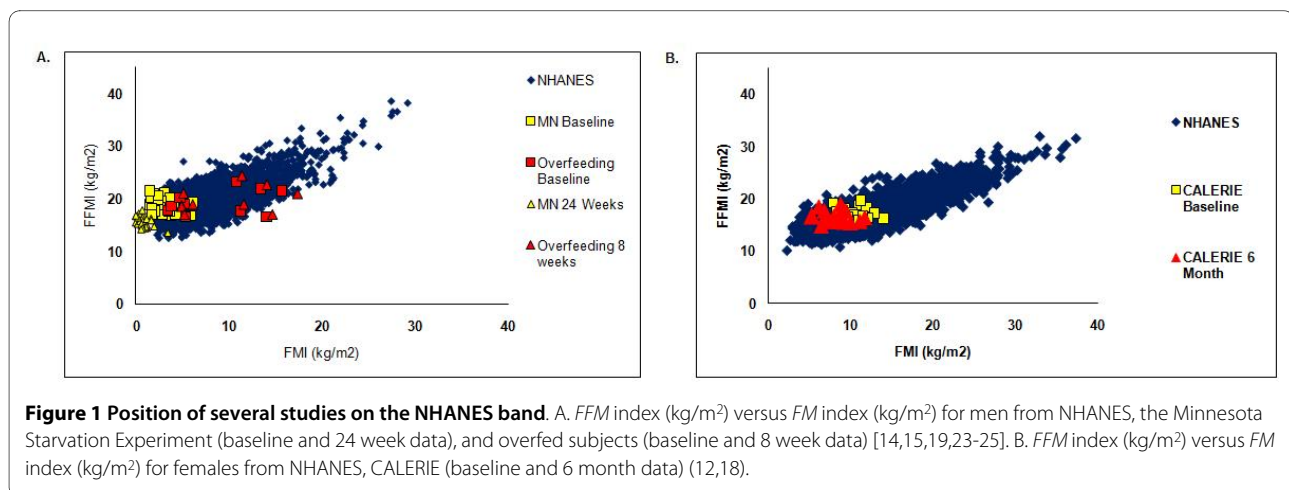 A.
40
30
20
10
0
FFMI (kg/m2)
0 10 20 30 40
FMI (kg/m2)
NHANES
MN Baseline
Overfeeding
Baseline
MN 24 Weeks
Overfeeding 8
weeks
B.
40
30
20
10
0
FFMI (kg/m2)
0 10 20 30 40
FMI (kg/m2)
NHANES
CALERIE
Baseline
CALERIE 6
Month
Figure 1 Position of several studies on the NHANES band. A. FFM index (kg/m²) versus FM index (kg/m²) for men from NHANES, the Minnesota
Starvation Experiment (baseline and 24 week data), and overfed subjects (baseline and 8 week data) [14,15,19,23-25]. B. FFM index (kg/m²) versus FM
index (kg/m²) for females from NHANES, CALERIE (baseline and 6 month data) (12,18).